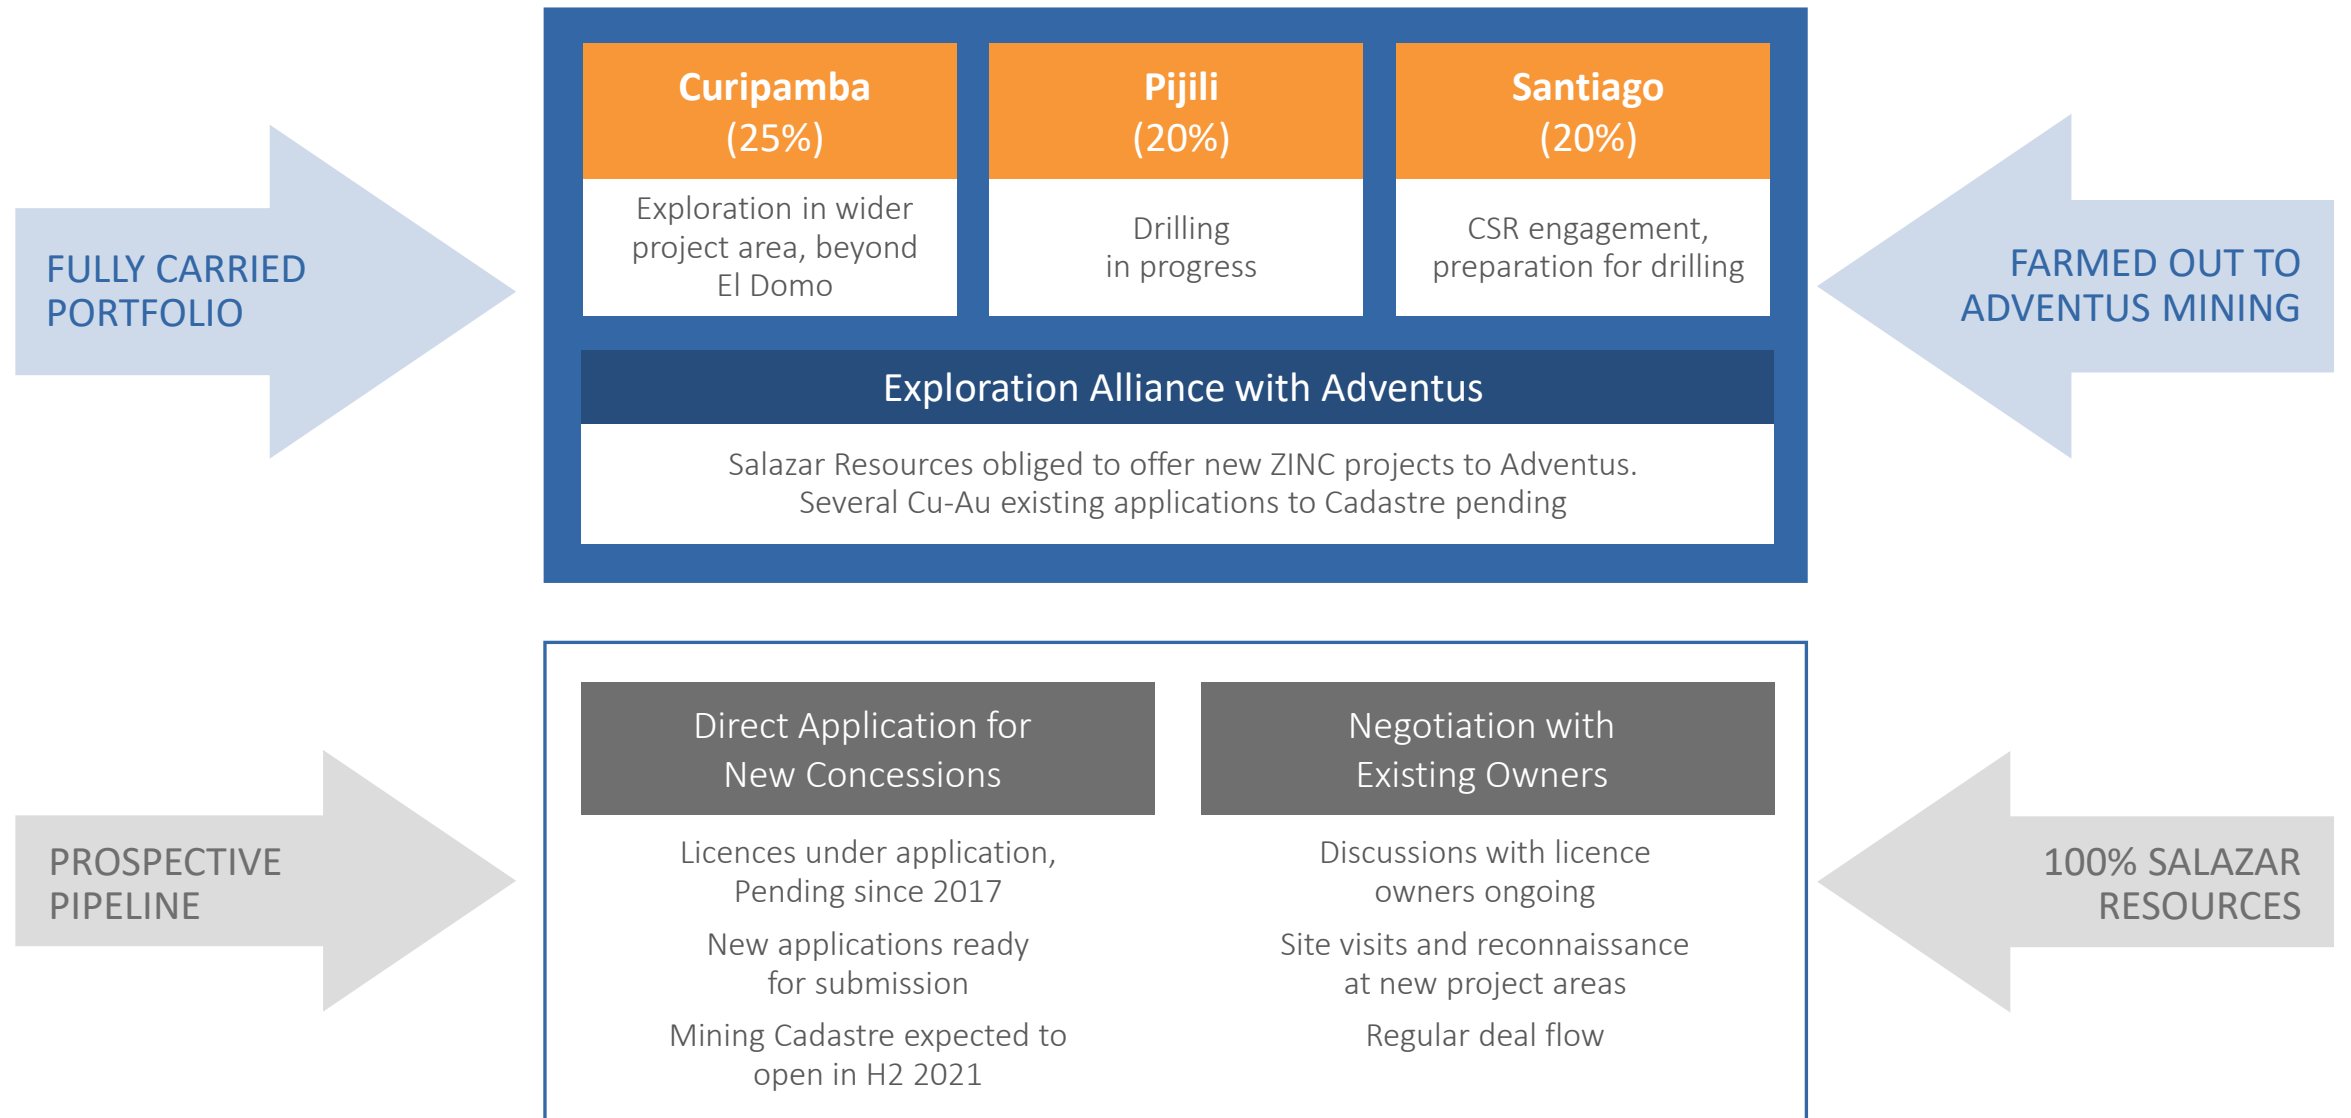 FULLY CARRIED
PORTFOLIO
Curipamba
(25%)
Exploration in wider
project area, beyond
El Domo
Pijili
(20%)
Drilling
in progress
Santiago
(20%)
CSR engagement,
preparation for drilling
FARMED OUT TO
ADVENTUS MINING
Exploration Alliance with Adventus
Salazar Resources obliged to offer new ZINC projects to Adventus.
Several Cu-Au existing applications to Cadastre pending
PROSPECTIVE
PIPELINE
Direct Application for
New Concessions
Licences under application,
Pending since 2017
New applications ready
for submission
Mining Cadastre expected to
open in H2 2021
Negotiation with
Existing Owners
Discussions with licence
owners ongoing
Site visits and reconnaissance
at new project areas
Regular deal flow
100% SALAZAR
RESOURCES